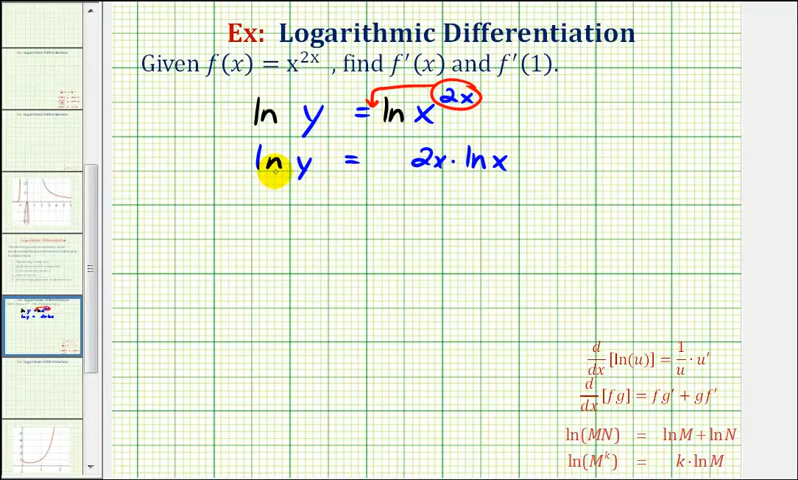 Ex: Logarithmic Differentiation
Given f(x) = x^{2x} , find f′(x) and f′(1).
ln y = ln x^{2x}
ln y = 2x · ln x
d/dx [ln(u)] = 1/u · u′
d/dx [fg] = fg′ + gf′
ln(MN) = ln M + ln N
ln(M^k) = k · ln M